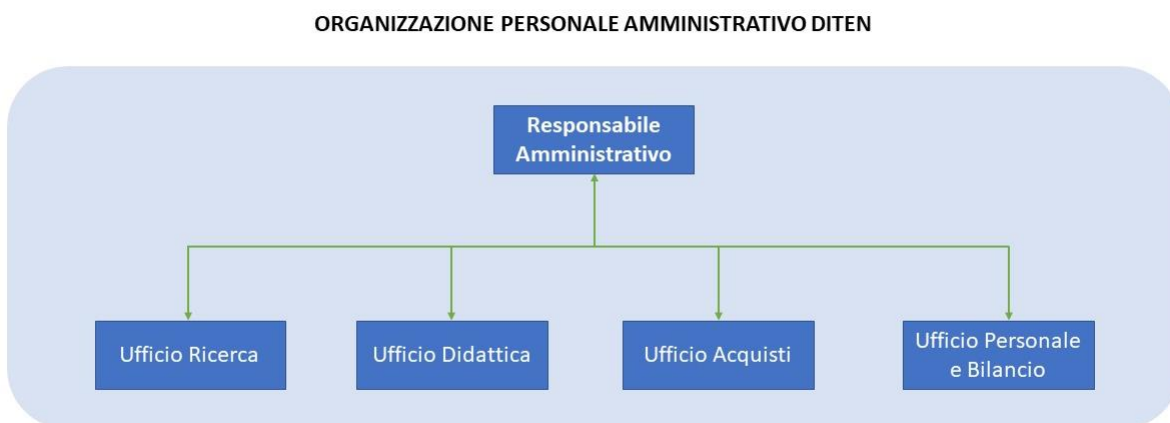 ORGANIZZAZIONE PERSONALE AMMINISTRATIVO DITEN
Responsabile
Amministrativo
Ufficio Ricerca
Ufficio Didattica
Ufficio Acquisti
Ufficio Personale
e Bilancio